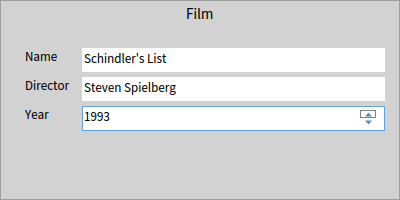 Film
Name
Schindler's List
Director
Steven Spielberg
Year
1993